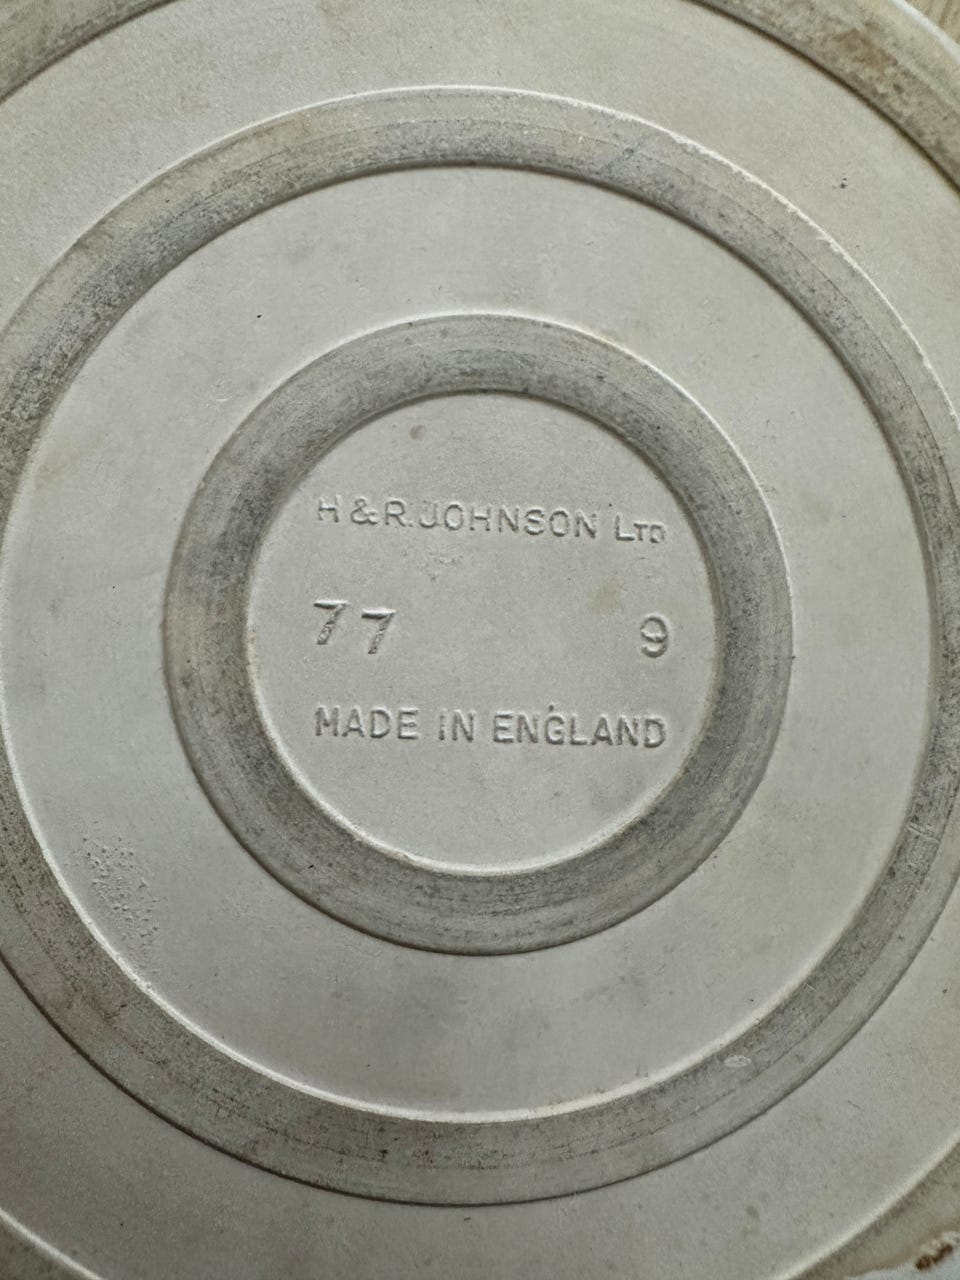 H & R. JOHNSON LTD
77 9
MADE IN ENGLAND